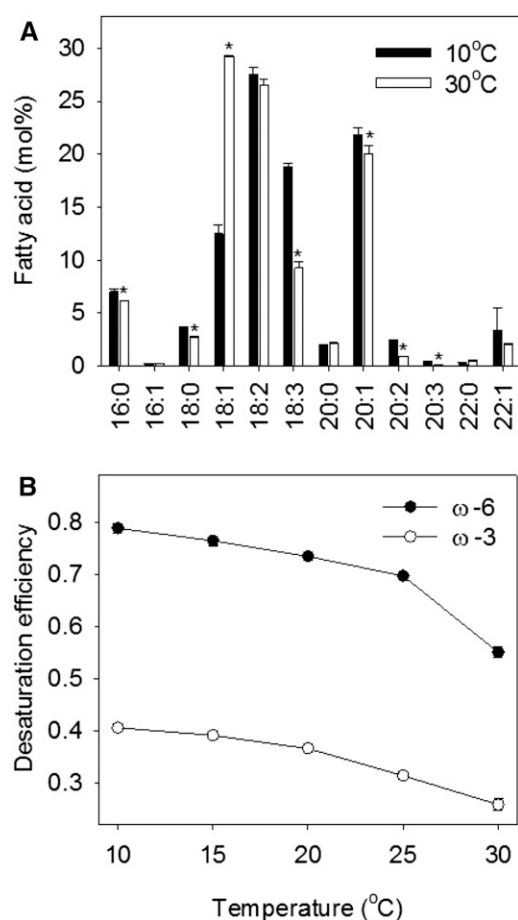 A
Fatty acid (mol%)
30
25
20
15
10
5
0
10°C
30°C
* * * * * * * *
16:0
16:1
18:0
18:1
18:2
18:3
20:0
20:1
20:2
20:3
22:0
22:1
B
Desaturation efficiency
0.8
0.7
0.6
0.5
0.4
0.3
ω-6
ω-3
10 15 20 25 30
Temperature (°C)